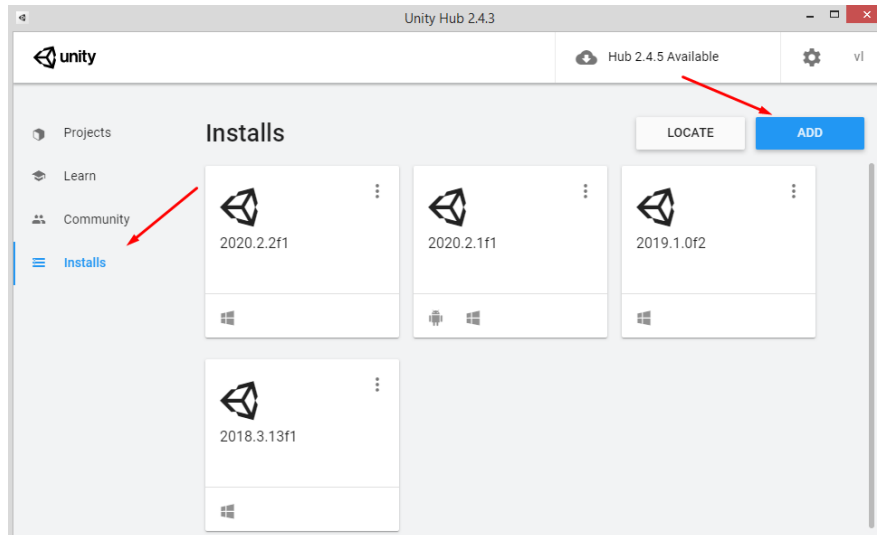 Unity Hub 2.4.3
unity
Hub 2.4.5 Available
vl
Projects
Learn
Community
Installs
Installs
LOCATE
ADD
2020.2.2f1
2020.2.1f1
2019.1.0f2
2018.3.13f1